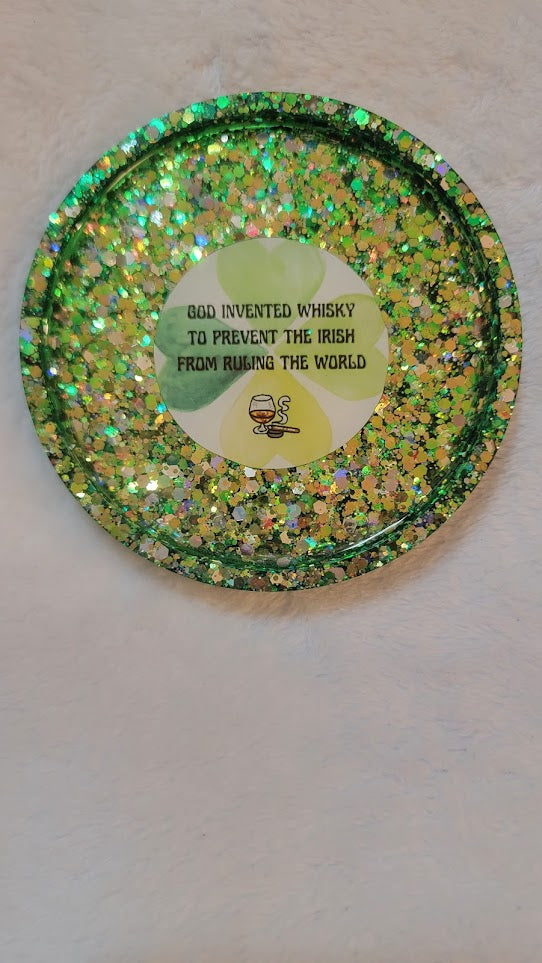 GOD INVENTED WHISKY
TO PREVENT THE IRISH
FROM RULING THE WORLD